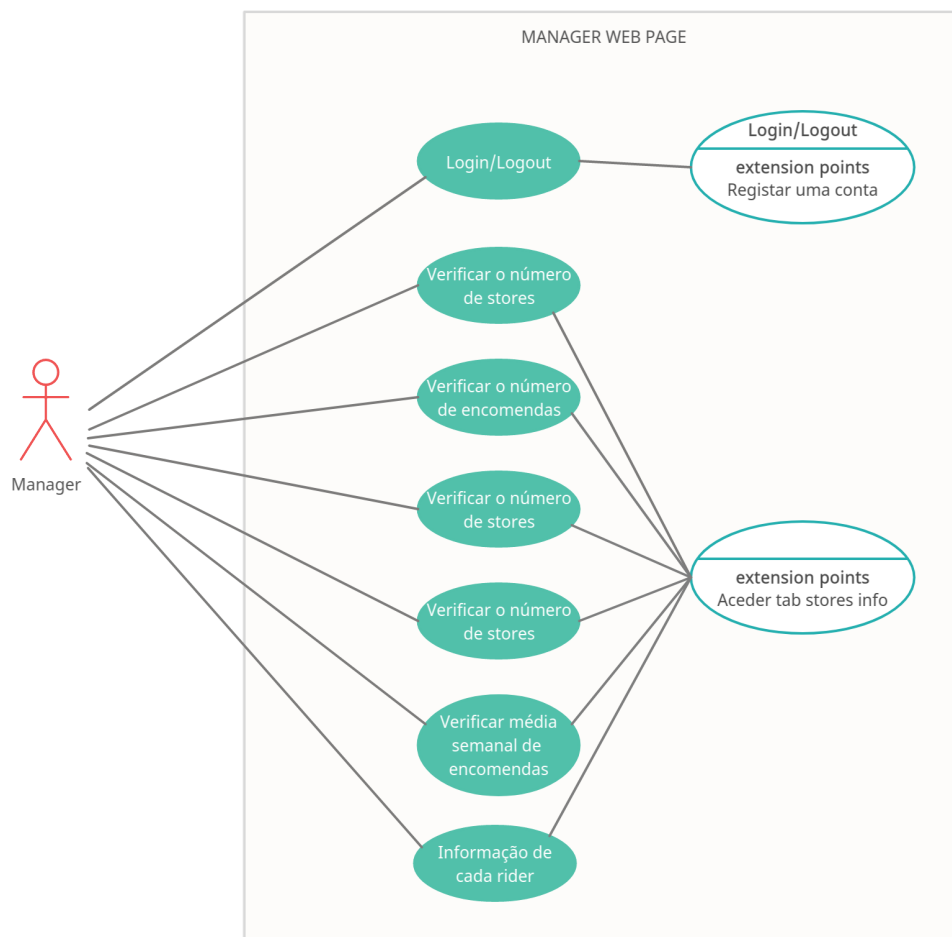 MANAGER WEB PAGE
Login/Logout
Login/Logout
extension points
Registar uma conta
Verificar o número
de stores
Verificar o número
de encomendas
Manager
Verificar o número
de stores
extension points
Aceder tab stores info
Verificar o número
de stores
Verificar média
semanal de
encomendas
Informação de
cada rider